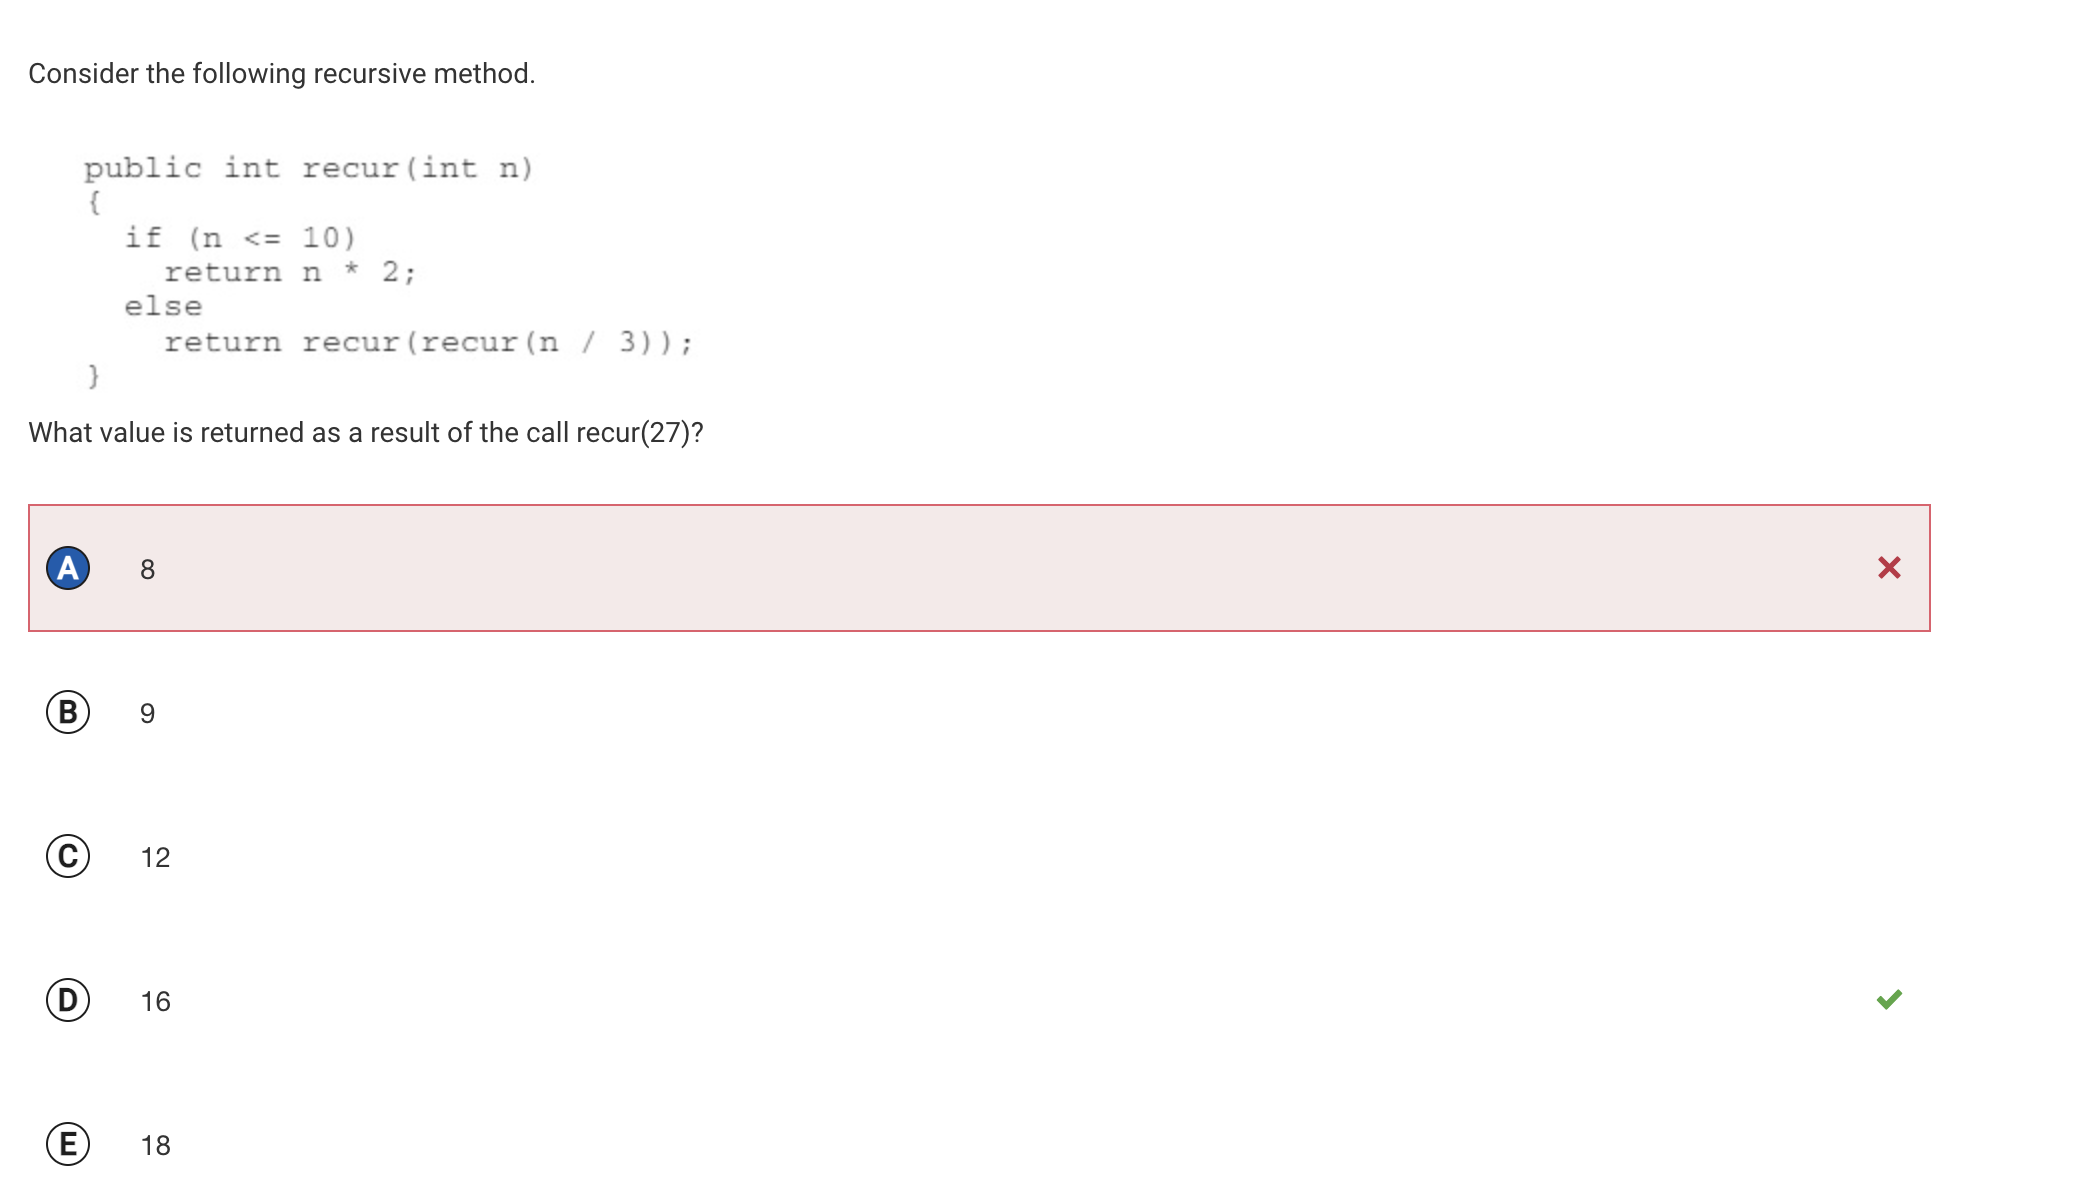 Consider the following recursive method.
public int recur(int n)
{
if (n <= 10)
return n * 2;
else
return recur(recur(n / 3));
}
What value is returned as a result of the call recur(27)?
A 8
B 9
C 12
D 16
E 18